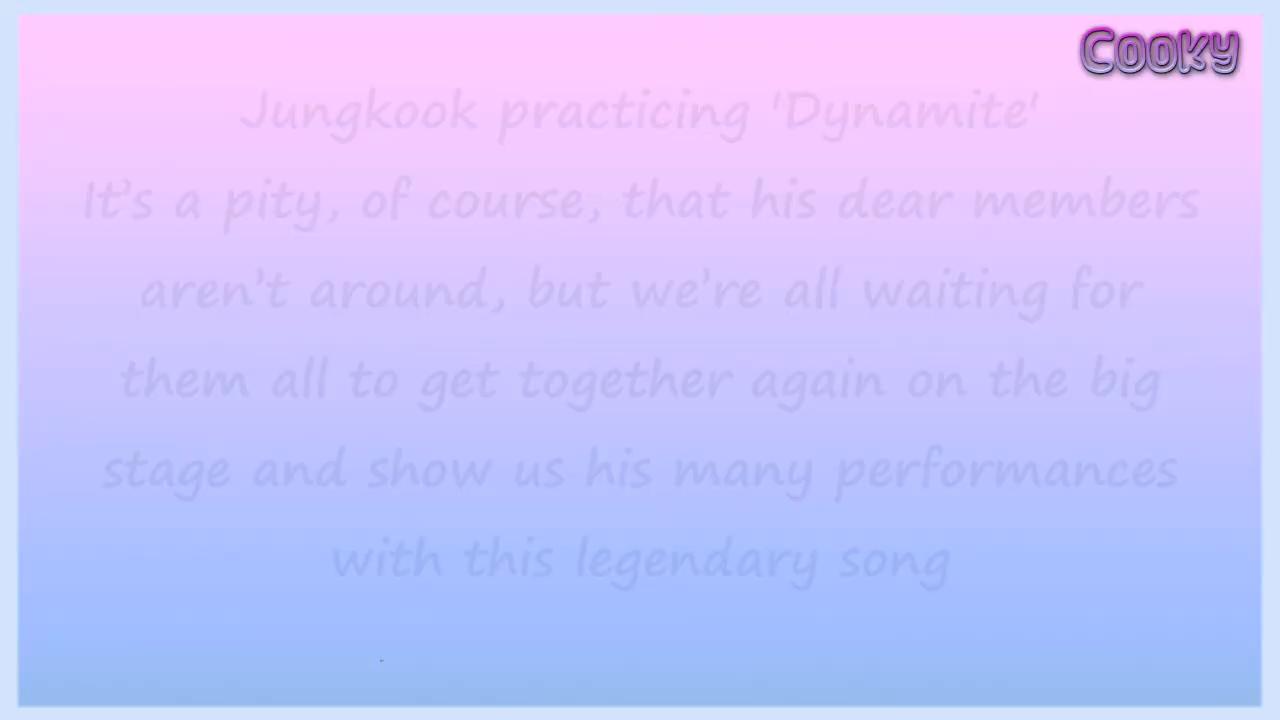 Cooky
Jungkook practicing 'Dynamite'
It's a pity, of course, that his dear members
aren't around, but we're all waiting for
them all to get together again on the big
stage and show us his many performances
with this legendary song